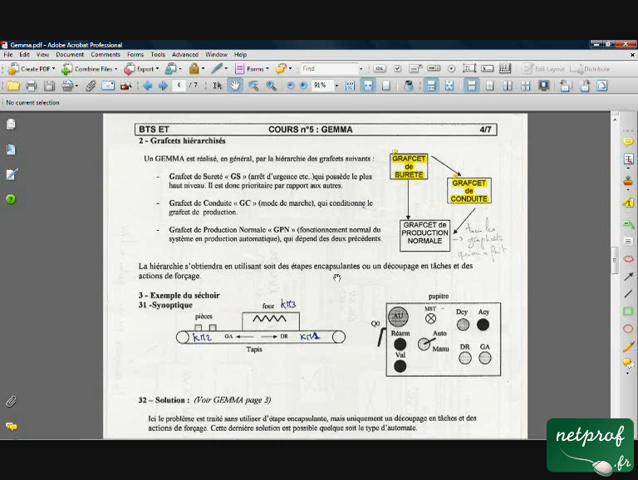 Gemma.pdf - Adobe Acrobat Professional
File Edit View Document Comments Forms Tools Advanced Window Help
Create PDF Combine Files Export Forms Find Edit Layout Distribute
4 / 7 91%
No current selection
BTS ET COURS n°5 : GEMMA 4/7
2 - Grafcets hiérarchisés
Un GEMMA est réalisé, en général, par la hiérarchie des grafcets suivants :
- Grafcet de Sureté « GS » (arrêt d'urgence etc..) qui possède le plus
haut niveau. Il est donc prioritaire par rapport aux autres.
- Grafcet de Conduite « GC » (mode de marche), qui conditionne le
grafcet de production.
- Grafcet de Production Normale « GPN » (fonctionnement normal du
système en production automatique), qui dépend des deux précédents.
GRAFCET
de
SURETE
GRAFCET
de
CONDUITE
GRAFCET de
PRODUCTION
NORMALE
La hiérarchie s'obtiendra en utilisant soit des étapes encapsulantes ou un découpage en tâches et des
actions de forçage.
3 - Exemple du séchoir
31 -Synoptique
four KM3
pièces
KM2 GA DR KM1
Tapis
pupitre
Q0
AU MST Dcy Acy
Réarm Auto
Manu DR GA
Val
32 – Solution : (Voir GEMMA page 3)
Ici le problème est traité sans utiliser d'étape encapsulante, mais uniquement un découpage en tâches et des
actions de forçage. Cette dernière solution est possible quelque soit le type d'automate.
netprof
.fr